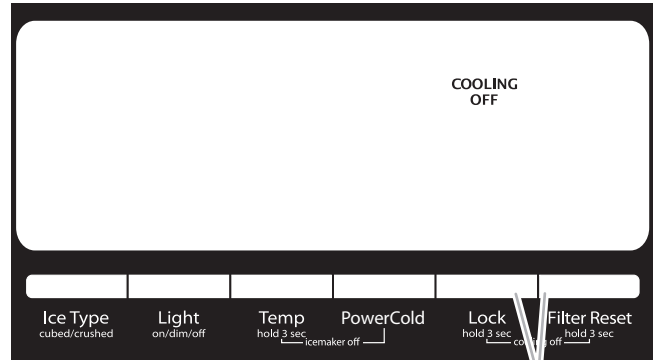 COOLING
OFF
Ice Type
cubed/crushed
Light
on/dim/off
Temp
hold 3 sec
PowerCold
icemaker off
Lock
hold 3 sec
Filter Reset
hold 3 sec
off